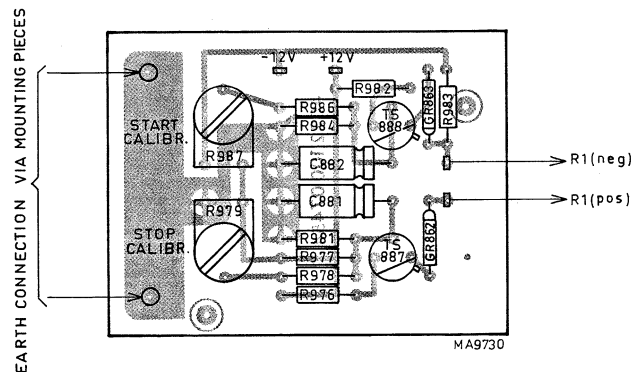 EARTH CONNECTION VIA MOUNTING PIECES
-12V +12V
START
CALIBR.
R987
R986
R984
R982
TS
888
GR863
R983
C882
R1(neg)
C881
R1(pos)
R979
STOP
CALIBR.
R981
R977
R978
R976
TS
887
GR862
MA9730